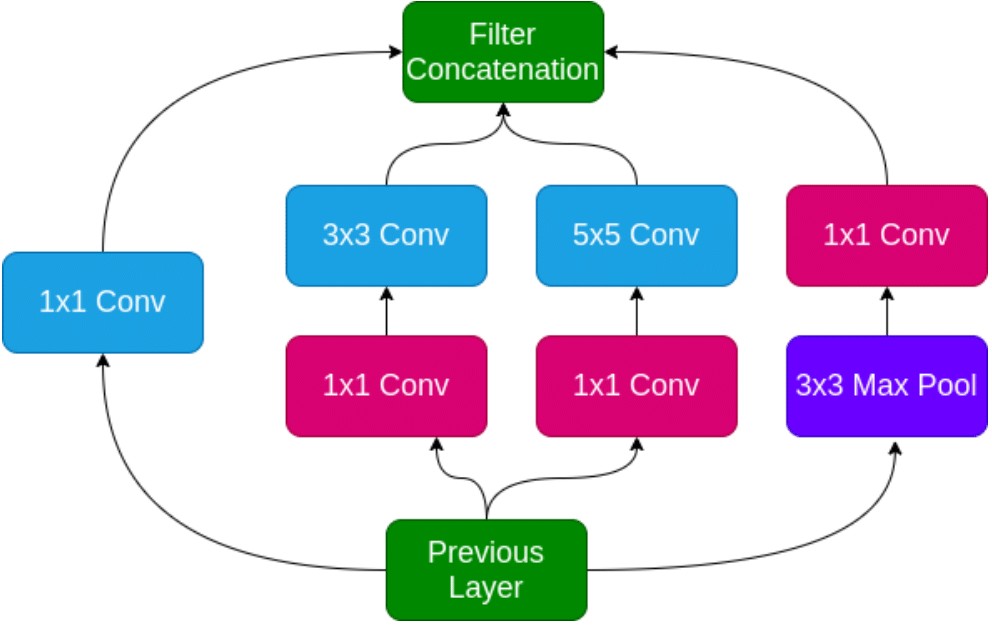 Filter
Concatenation
3x3 Conv
5x5 Conv
1x1 Conv
1x1 Conv
1x1 Conv
1x1 Conv
3x3 Max Pool
Previous
Layer